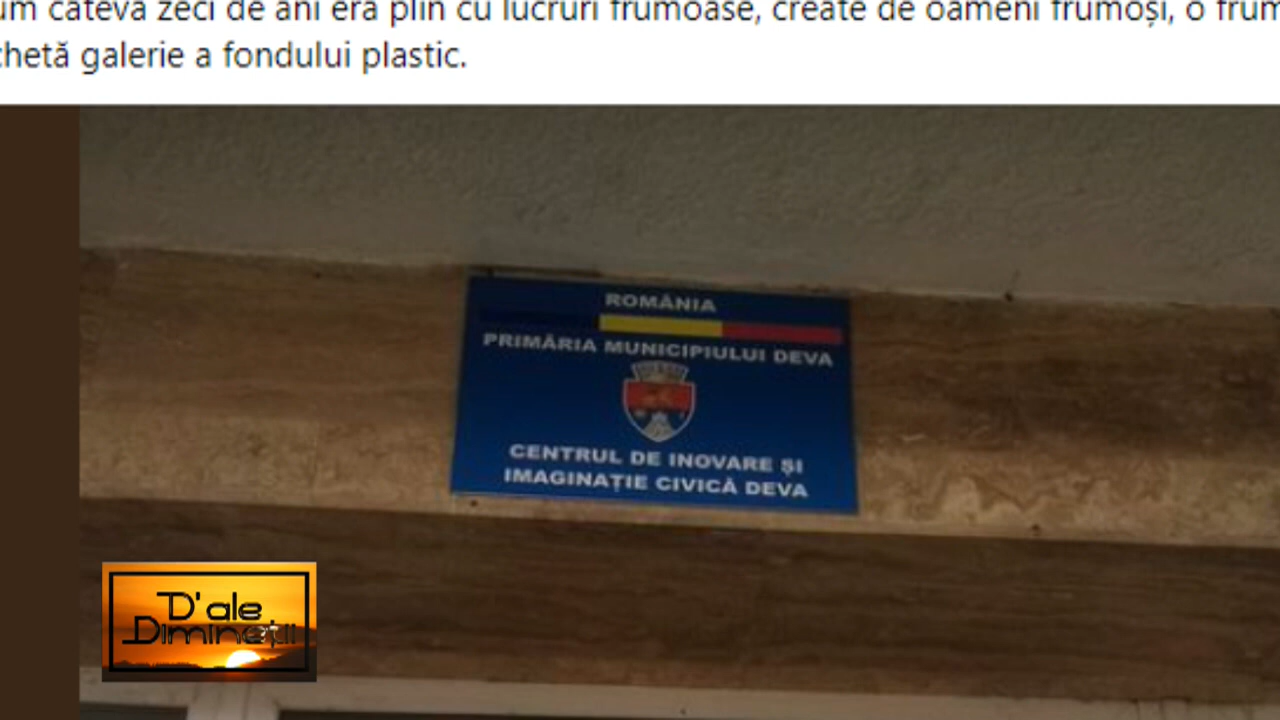 um câteva zeci de ani era plin cu lucruri frumoase, create de oameni frumoși, o frum
chetă galerie a fondului plastic.
ROMÂNIA
PRIMĂRIA MUNICIPIULUI DEVA
CENTRUL DE INOVARE ȘI
IMAGINAȚIE CIVICĂ DEVA
D'ale
Dimineții